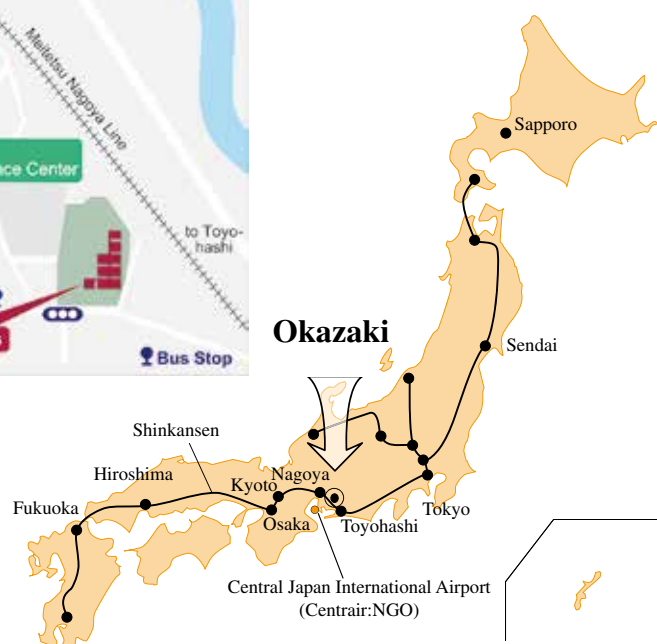 Meitetsu Nagoya Line
ce Center
to Toyo-
hashi
Bus Stop
Sapporo
Okazaki
Sendai
Shinkansen
Hiroshima
Nagoya
Kyoto
Fukuoka
Osaka
Toyohashi
Tokyo
Central Japan International Airport
(Centrair:NGO)